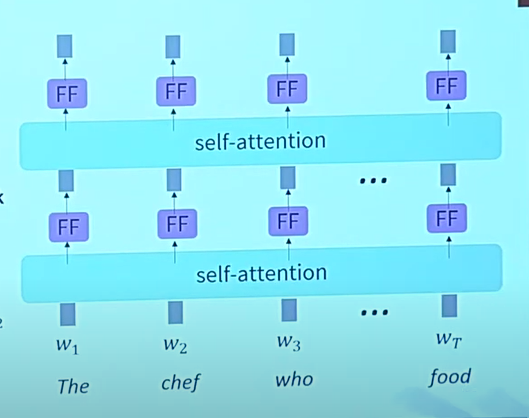 FF FF FF FF
self-attention
...
FF FF FF FF
self-attention
...
w₁ w₂ w₃ w_T
The chef who food